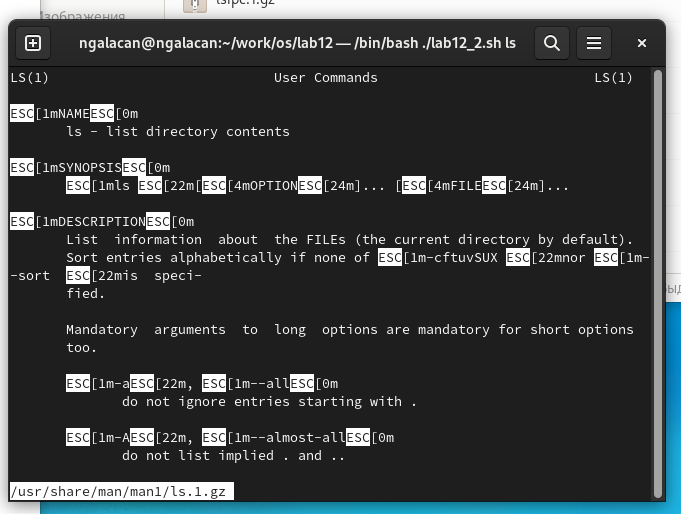 lsipc.1.gz
Изображения
ngalacan@ngalacan:~/work/os/lab12 — /bin/bash ./lab12_2.sh ls
LS(1) User Commands LS(1)
ESC[1mNAMEESC[0m
ls - list directory contents
ESC[1mSYNOPSISESC[0m
ESC[1mls ESC[22m[ESC[4mOPTIONESC[24m]... [ESC[4mFILEESC[24m]...
ESC[1mDESCRIPTIONESC[0m
List information about the FILEs (the current directory by default).
Sort entries alphabetically if none of ESC[1m-cftuvSUX ESC[22mnor ESC[1m-
-sort ESC[22mis speci-
fied.
Mandatory arguments to long options are mandatory for short options
too.
ESC[1m-aESC[22m, ESC[1m--allESC[0m
do not ignore entries starting with .
ESC[1m-AESC[22m, ESC[1m--almost-allESC[0m
do not list implied . and ..
/usr/share/man/man1/ls.1.gz